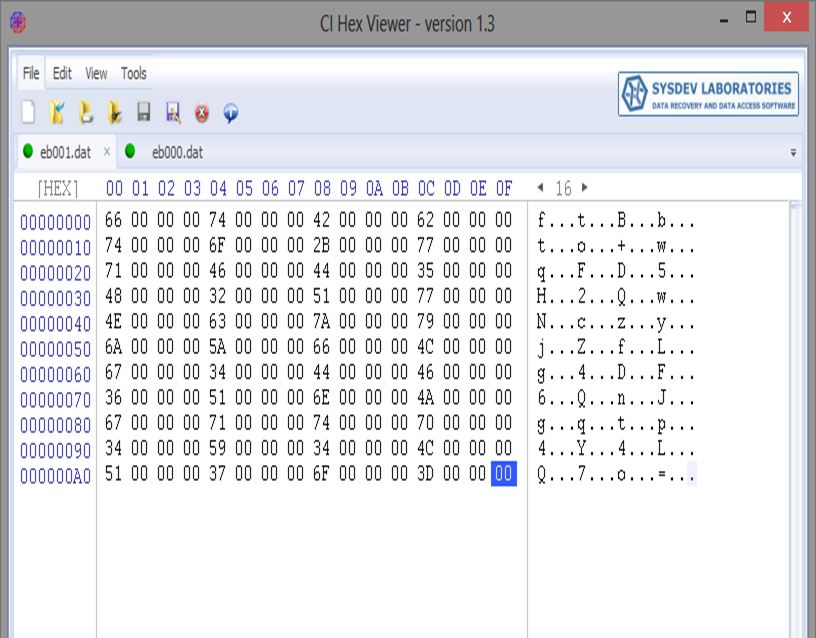 CI Hex Viewer - version 1.3
File Edit View Tools
SYSDEV LABORATORIES
DATA RECOVERY AND DATA ACCESS SOFTWARE
eb001.dat × eb000.dat
[HEX] 00 01 02 03 04 05 06 07 08 09 0A 0B 0C 0D 0E 0F 16
00000000 66 00 00 00 74 00 00 00 42 00 00 00 62 00 00 00 f...t...B...b...
00000010 74 00 00 00 6F 00 00 00 2B 00 00 00 77 00 00 00 t...o...+...w...
00000020 71 00 00 00 46 00 00 00 44 00 00 00 35 00 00 00 q...F...D...5...
00000030 48 00 00 00 32 00 00 00 51 00 00 00 77 00 00 00 H...2...Q...w...
00000040 4E 00 00 00 63 00 00 00 7A 00 00 00 79 00 00 00 N...c...z...y...
00000050 6A 00 00 00 5A 00 00 00 66 00 00 00 4C 00 00 00 j...Z...f...L...
00000060 67 00 00 00 34 00 00 00 44 00 00 00 46 00 00 00 g...4...D...F...
00000070 36 00 00 00 51 00 00 00 6E 00 00 00 4A 00 00 00 6...Q...n...J...
00000080 67 00 00 00 71 00 00 00 74 00 00 00 70 00 00 00 g...q...t...p...
00000090 34 00 00 00 59 00 00 00 34 00 00 00 4C 00 00 00 4...Y...4...L...
000000A0 51 00 00 00 37 00 00 00 6F 00 00 00 3D 00 00 00 Q...7...o...=...